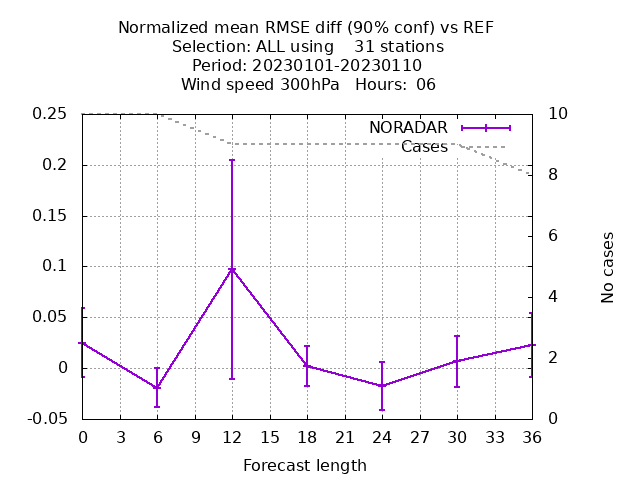 Normalized mean RMSE diff (90% conf) vs REF
Selection: ALL using    31 stations
Period: 20230101-20230110
Wind speed 300hPa   Hours:  06
0.25
0.2
0.15
0.1
0.05
0
-0.05
NORADAR
Cases
10
8
6
4
2
0
No cases
0 3 6 9 12 15 18 21 24 27 30 33 36
Forecast length